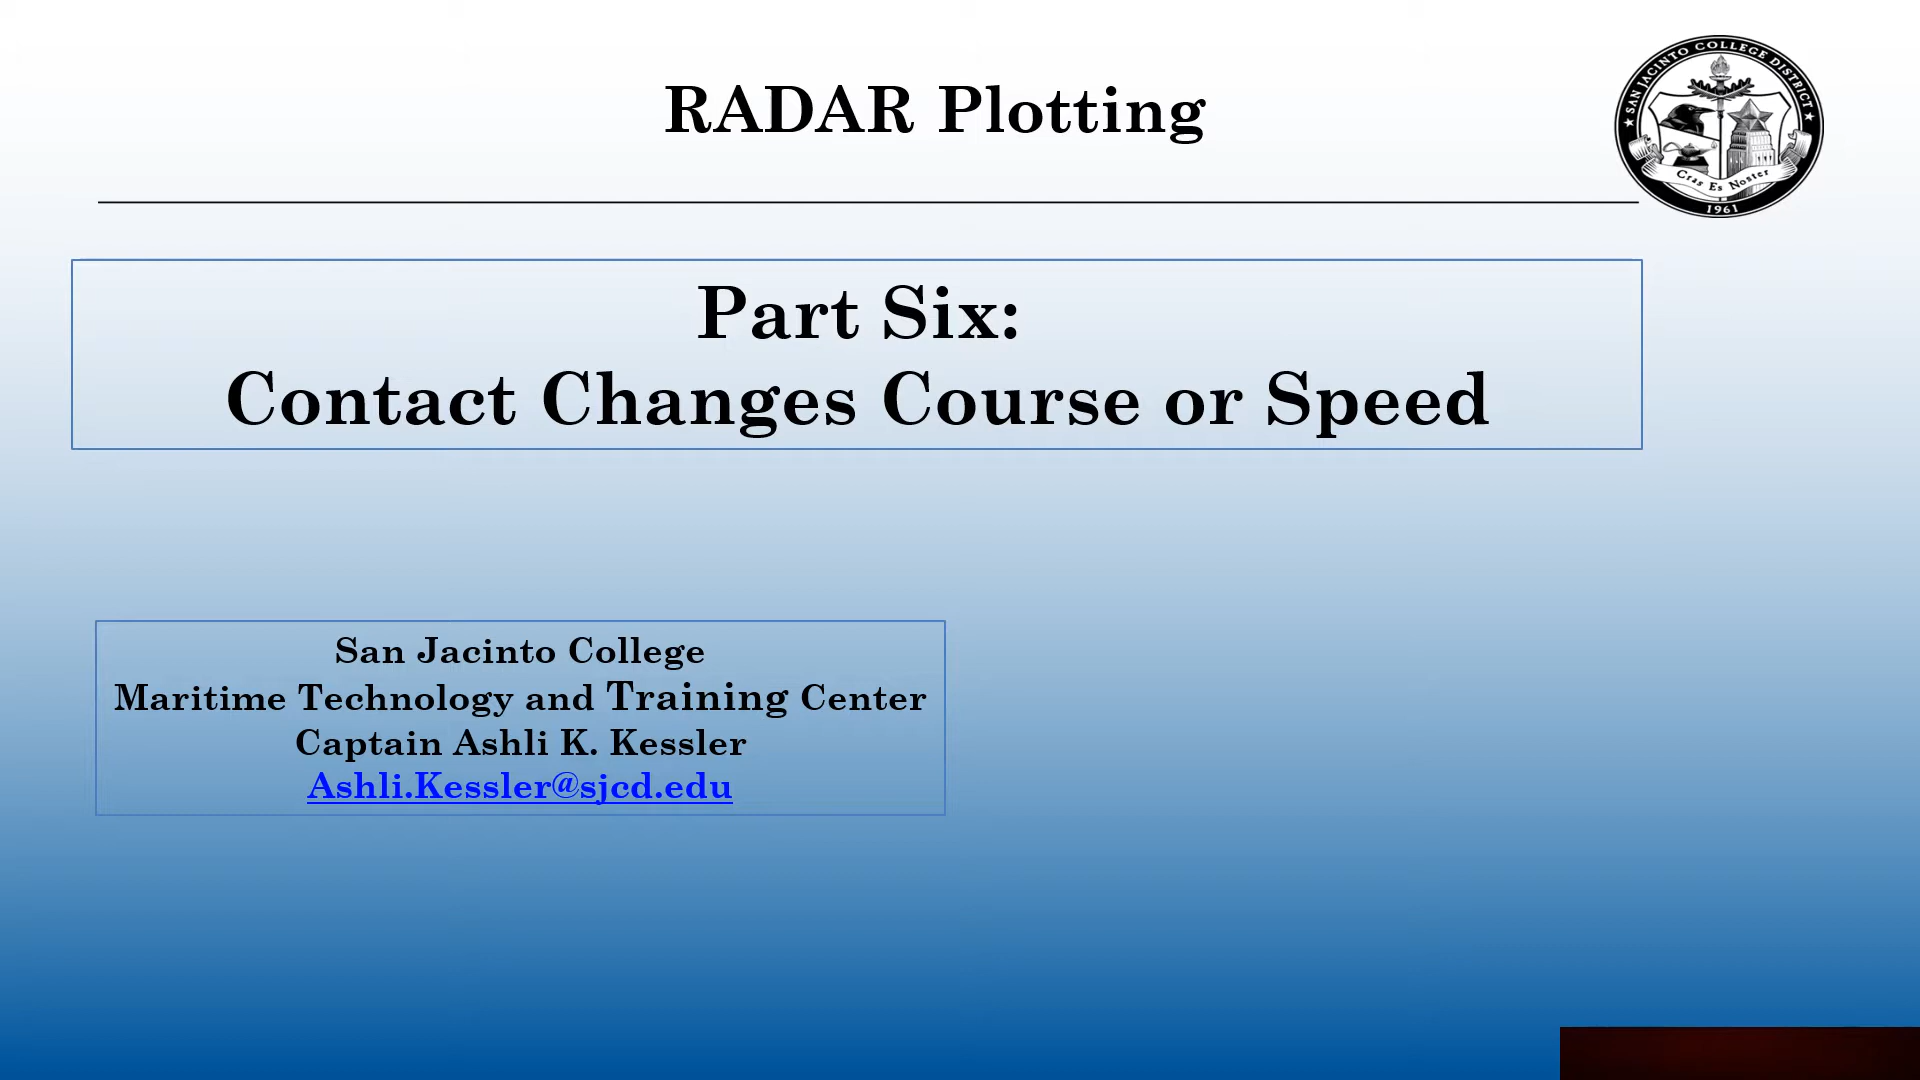 RADAR Plotting
★ SAN JACINTO COLLEGE DISTRICT ★
Cras Es Noster
1961
Part Six:
Contact Changes Course or Speed
San Jacinto College
Maritime Technology and Training Center
Captain Ashli K. Kessler
Ashli.Kessler@sjcd.edu